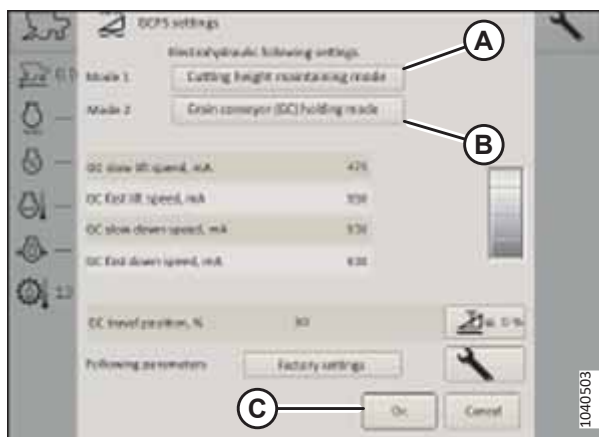 GCPS settings
Electrohydraulic following settings
A
Mode 1 Cutting height maintaining mode
Mode 2 Grain conveyor (GC) holding mode
B
GC slow lift speed, mA
GC fast lift speed, mA
GC slow down speed, mA
GC fast down speed, mA
GC travel position, %
Following parameters Factory settings
C
Cancel
1040503